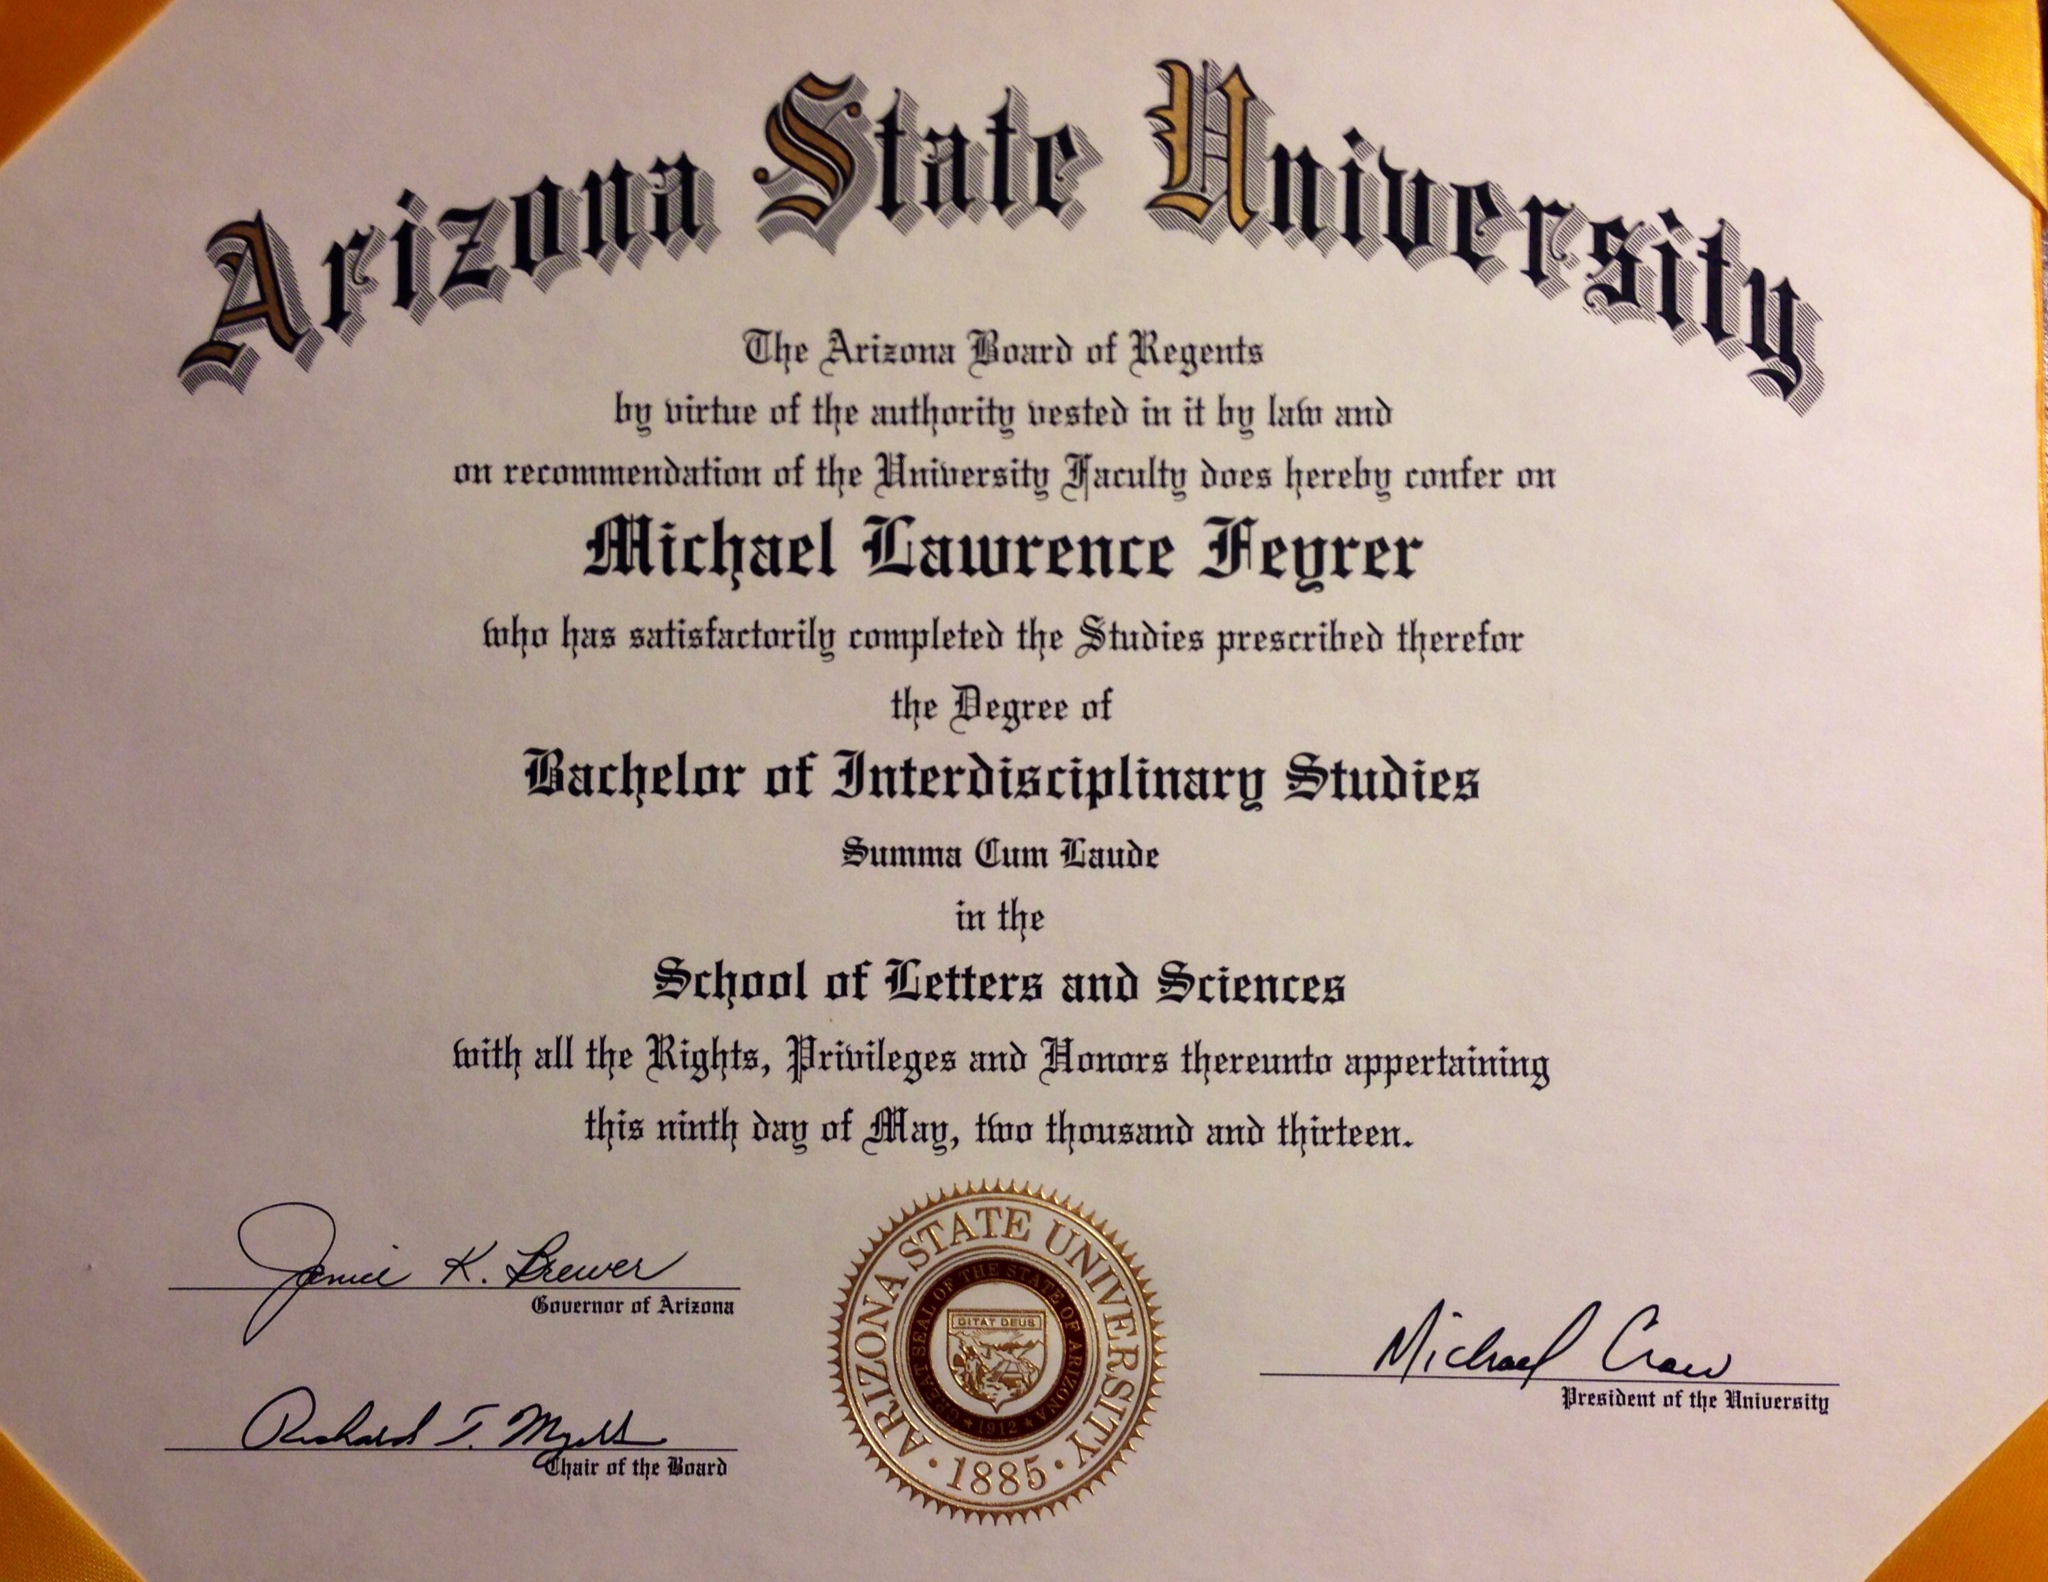 Arizona State University
The Arizona Board of Regents
by virtue of the authority vested in it by law and
on recommendation of the University Faculty does hereby confer on
Michael Lawrence Feyrer
who has satisfactorily completed the Studies prescribed therefor
the Degree of
Bachelor of Interdisciplinary Studies
Summa Cum Laude
in the
School of Letters and Sciences
with all the Rights, Privileges and Honors thereunto appertaining
this ninth day of May, two thousand and thirteen.
Janice K. Brewer
Governor of Arizona
Richard T. Myers
Chair of the Board
ARIZONA STATE UNIVERSITY
· 1885 ·
GREAT SEAL OF THE STATE OF ARIZONA
★ 1912 ★
DITAT DEUS
Michael Crow
President of the University